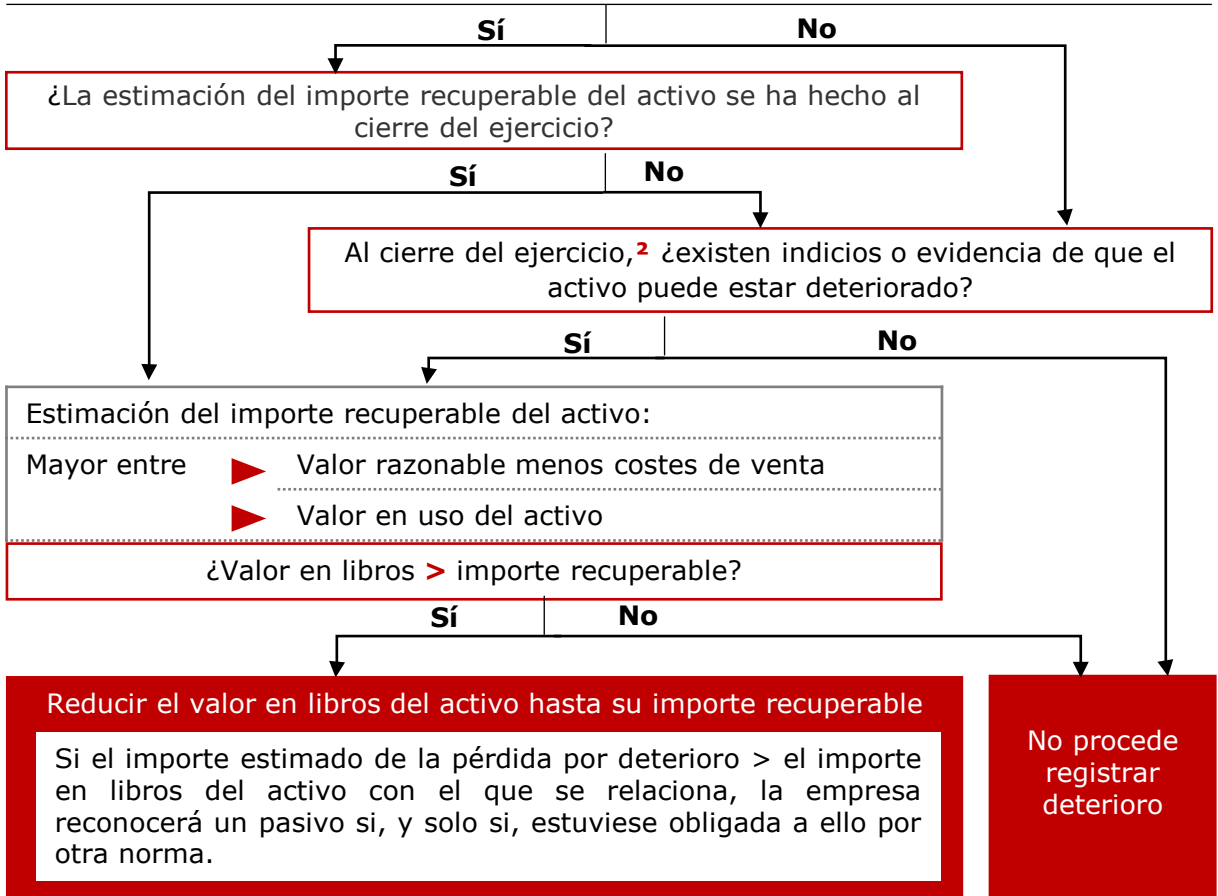 Sí
No
¿La estimación del importe recuperable del activo se ha hecho al
cierre del ejercicio?
Sí
No
Al cierre del ejercicio,² ¿existen indicios o evidencia de que el
activo puede estar deteriorado?
Sí
No
Estimación del importe recuperable del activo:
Mayor entre
Valor razonable menos costes de venta
Valor en uso del activo
¿Valor en libros > importe recuperable?
Sí
No
Reducir el valor en libros del activo hasta su importe recuperable
Si el importe estimado de la pérdida por deterioro > el importe
en libros del activo con el que se relaciona, la empresa
reconocerá un pasivo si, y solo si, estuviese obligada a ello por
otra norma.
No procede
registrar
deterioro